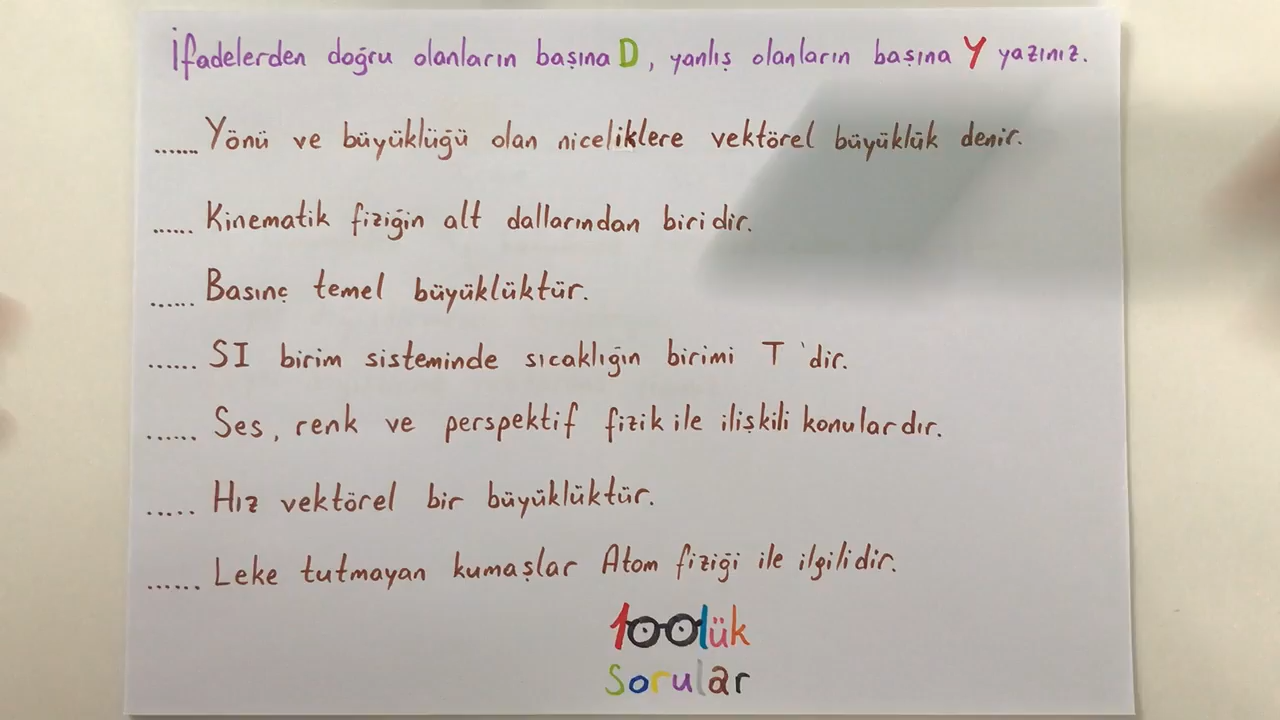 İfadelerden doğru olanların başına D, yanlış olanların başına Y yazınız.
....... Yönü ve büyüklüğü olan niceliklere vektörel büyüklük denir.
...... Kinematik fiziğin alt dallarından biridir.
...... Basınç temel büyüklüktür.
...... SI birim sisteminde sıcaklığın birimi T 'dir.
...... Ses, renk ve perspektif fizik ile ilişkili konulardır.
..... Hız vektörel bir büyüklüktür.
...... Leke tutmayan kumaşlar Atom fiziği ile ilgilidir.
100lük
Sorular